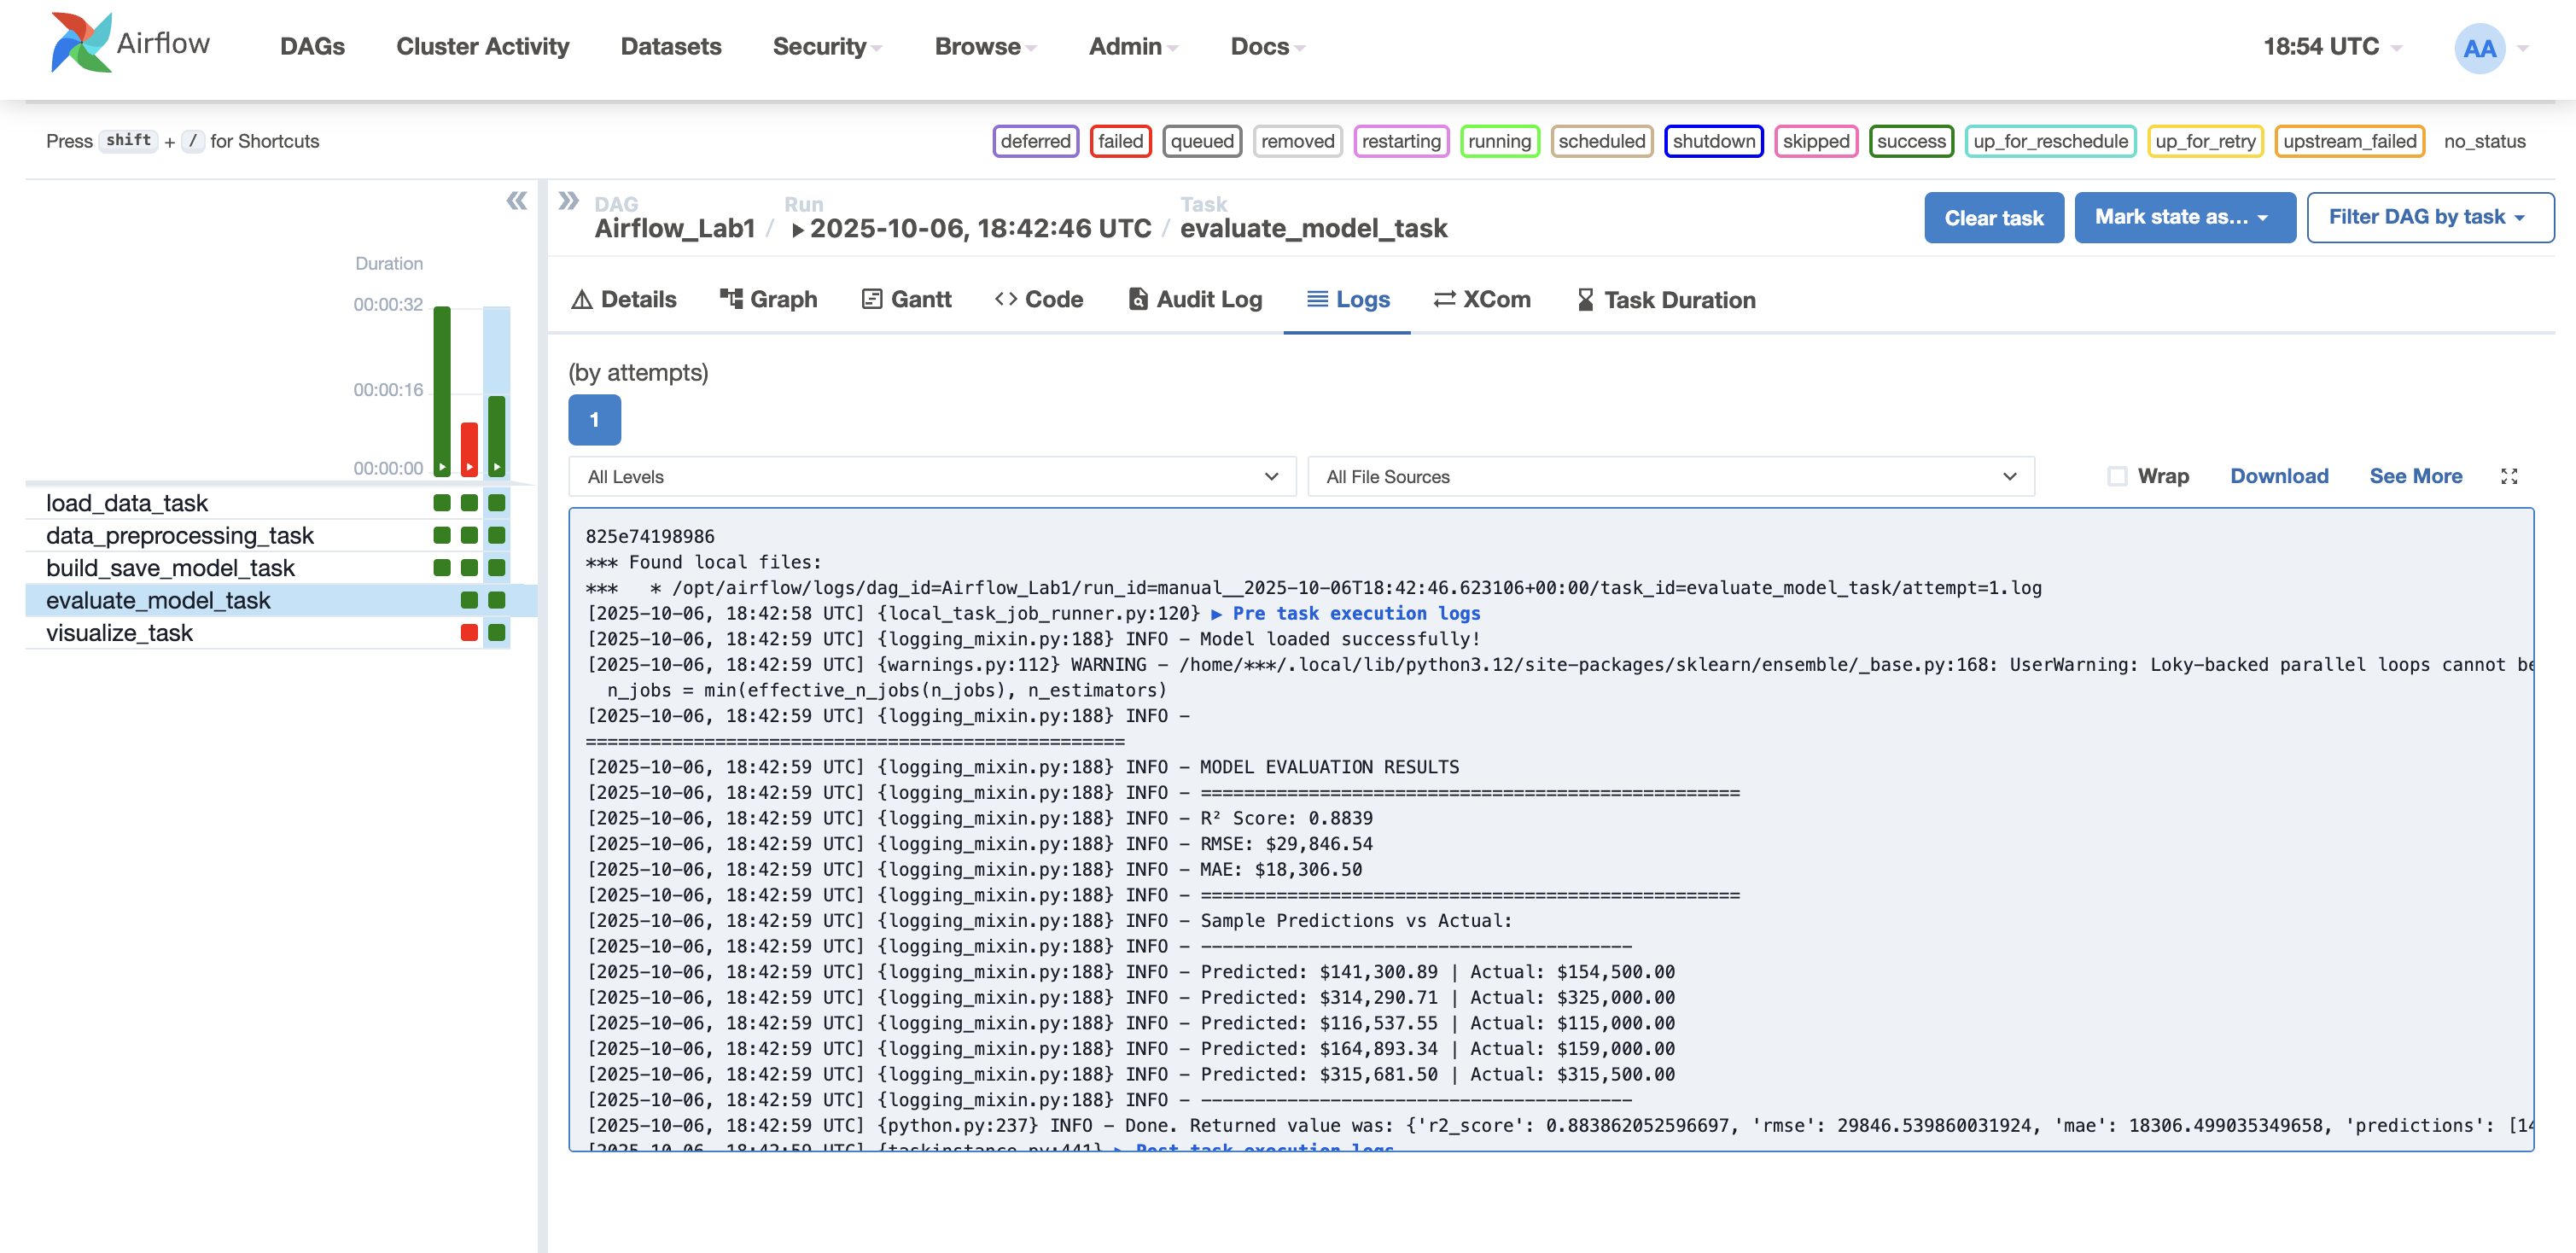 Airflow DAGs Cluster Activity Datasets Security Browse Admin Docs 18:54 UTC AA
Press shift + / for Shortcuts deferred failed queued removed restarting running scheduled shutdown skipped success up_for_reschedule up_for_retry upstream_failed no_status
DAG Run Task
Airflow_Lab1 / 2025-10-06, 18:42:46 UTC / evaluate_model_task
Clear task Mark state as... Filter DAG by task
Duration
00:00:32
00:00:16
00:00:00
load_data_task
data_preprocessing_task
build_save_model_task
evaluate_model_task
visualize_task
Details Graph Gantt Code Audit Log Logs XCom Task Duration
(by attempts)
1
All Levels All File Sources Wrap Download See More
825e74198986
*** Found local files:
***   * /opt/airflow/logs/dag_id=Airflow_Lab1/run_id=manual__2025-10-06T18:42:46.623106+00:00/task_id=evaluate_model_task/attempt=1.log
[2025-10-06, 18:42:58 UTC] {local_task_job_runner.py:120} ▶ Pre task execution logs
[2025-10-06, 18:42:59 UTC] {logging_mixin.py:188} INFO - Model loaded successfully!
[2025-10-06, 18:42:59 UTC] {warnings.py:112} WARNING - /home/***/.local/lib/python3.12/site-packages/sklearn/ensemble/_base.py:168: UserWarning: Loky-backed parallel loops cannot be
  n_jobs = min(effective_n_jobs(n_jobs), n_estimators)
[2025-10-06, 18:42:59 UTC] {logging_mixin.py:188} INFO -
==================================================
[2025-10-06, 18:42:59 UTC] {logging_mixin.py:188} INFO - MODEL EVALUATION RESULTS
[2025-10-06, 18:42:59 UTC] {logging_mixin.py:188} INFO - ==================================================
[2025-10-06, 18:42:59 UTC] {logging_mixin.py:188} INFO - R² Score: 0.8839
[2025-10-06, 18:42:59 UTC] {logging_mixin.py:188} INFO - RMSE: $29,846.54
[2025-10-06, 18:42:59 UTC] {logging_mixin.py:188} INFO - MAE: $18,306.50
[2025-10-06, 18:42:59 UTC] {logging_mixin.py:188} INFO - ==================================================
[2025-10-06, 18:42:59 UTC] {logging_mixin.py:188} INFO - Sample Predictions vs Actual:
[2025-10-06, 18:42:59 UTC] {logging_mixin.py:188} INFO - ----------------------------------------
[2025-10-06, 18:42:59 UTC] {logging_mixin.py:188} INFO - Predicted: $141,300.89 | Actual: $154,500.00
[2025-10-06, 18:42:59 UTC] {logging_mixin.py:188} INFO - Predicted: $314,290.71 | Actual: $325,000.00
[2025-10-06, 18:42:59 UTC] {logging_mixin.py:188} INFO - Predicted: $116,537.55 | Actual: $115,000.00
[2025-10-06, 18:42:59 UTC] {logging_mixin.py:188} INFO - Predicted: $164,893.34 | Actual: $159,000.00
[2025-10-06, 18:42:59 UTC] {logging_mixin.py:188} INFO - Predicted: $315,681.50 | Actual: $315,500.00
[2025-10-06, 18:42:59 UTC] {logging_mixin.py:188} INFO - ----------------------------------------
[2025-10-06, 18:42:59 UTC] {python.py:237} INFO - Done. Returned value was: {'r2_score': 0.883862052596697, 'rmse': 29846.539860031924, 'mae': 18306.499035349658, 'predictions': [14
[2025-10-06, 18:42:59 UTC] {taskinstance.py:441} ▶ Post task execution logs